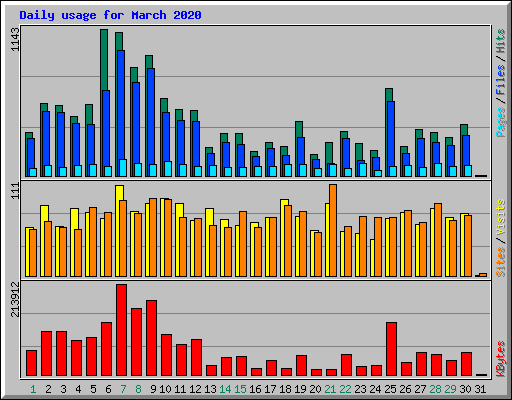 Daily usage for March 2020
1143
Pages / Files / Hits
111
Sites / Visits
213912
KBytes
1 2 3 4 5 6 7 8 9 10 11 12 13 14 15 16 17 18 19 20 21 22 23 24 25 26 27 28 29 30 31